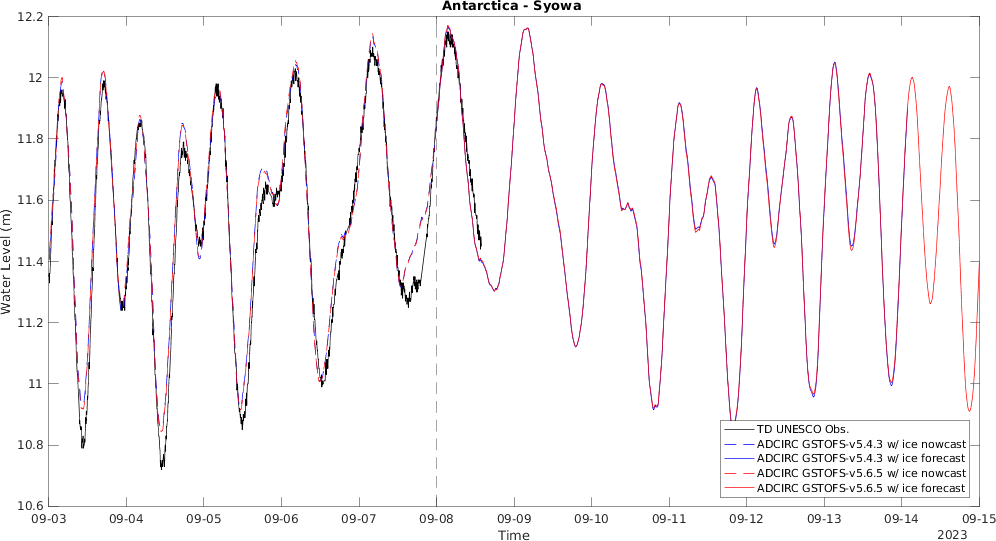 Antarctica - Syowa
12.2
12
11.8
11.6
11.4
11.2
11
10.8
10.6
Water Level (m)
TD UNESCO Obs.
ADCIRC GSTOFS-v5.4.3 w/ ice nowcast
ADCIRC GSTOFS-v5.4.3 w/ ice forecast
ADCIRC GSTOFS-v5.6.5 w/ ice nowcast
ADCIRC GSTOFS-v5.6.5 w/ ice forecast
09-03 09-04 09-05 09-06 09-07 09-08 09-09 09-10 09-11 09-12 09-13 09-14 09-15
Time
2023